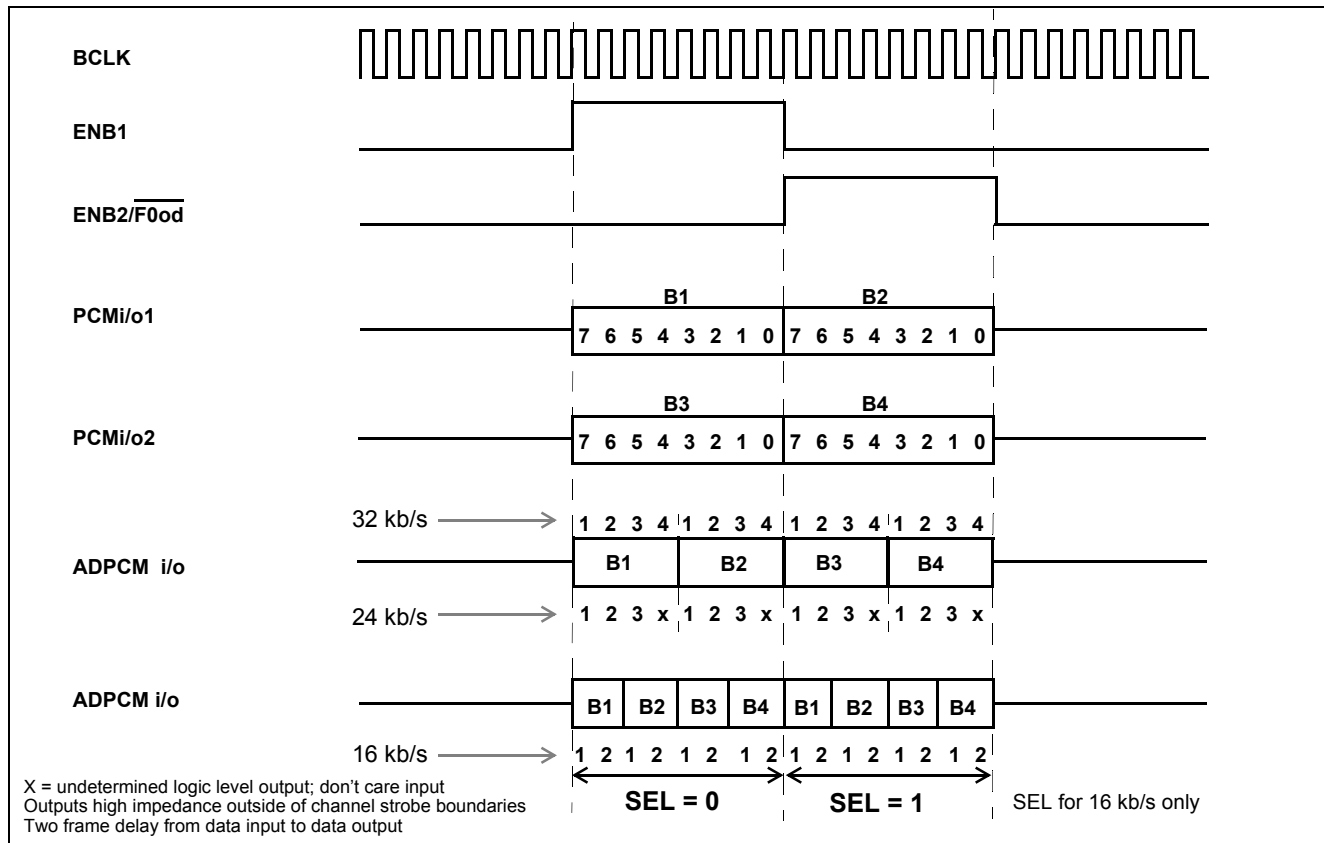 BCLK
ENB1
ENB2/F0od
B1 B2
PCMi/o1
7 6 5 4 3 2 1 0 7 6 5 4 3 2 1 0
B3 B4
PCMi/o2
7 6 5 4 3 2 1 0 7 6 5 4 3 2 1 0
32 kb/s
1 2 3 4 1 2 3 4 1 2 3 4 1 2 3 4
ADPCM i/o
B1 B2 B3 B4
24 kb/s
1 2 3 x 1 2 3 x 1 2 3 x 1 2 3 x
ADPCM i/o
B1 B2 B3 B4 B1 B2 B3 B4
16 kb/s
1 2 1 2 1 2 1 2 1 2 1 2 1 2 1 2
X = undetermined logic level output; don't care input
Outputs high impedance outside of channel strobe boundaries
Two frame delay from data input to data output
SEL = 0 SEL = 1 SEL for 16 kb/s only